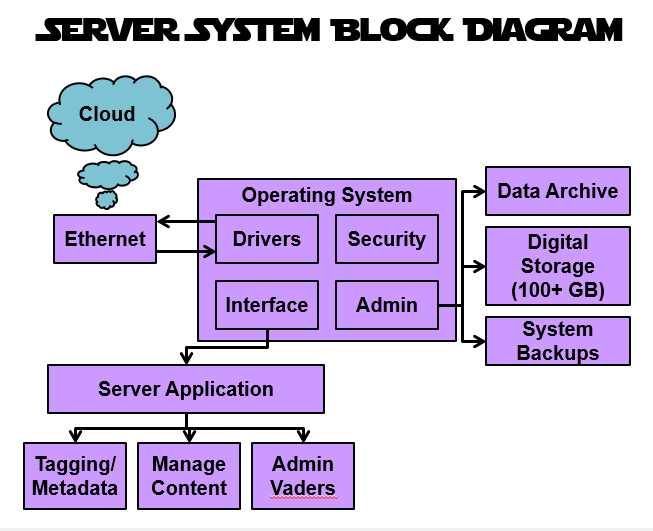 SERVER SYSTEM BLOCK DIAGRAM
Cloud
Operating System
Data Archive
Ethernet
Drivers
Security
Digital
Storage
(100+ GB)
Interface
Admin
System
Backups
Server Application
Tagging/
Metadata
Manage
Content
Admin
Vaders